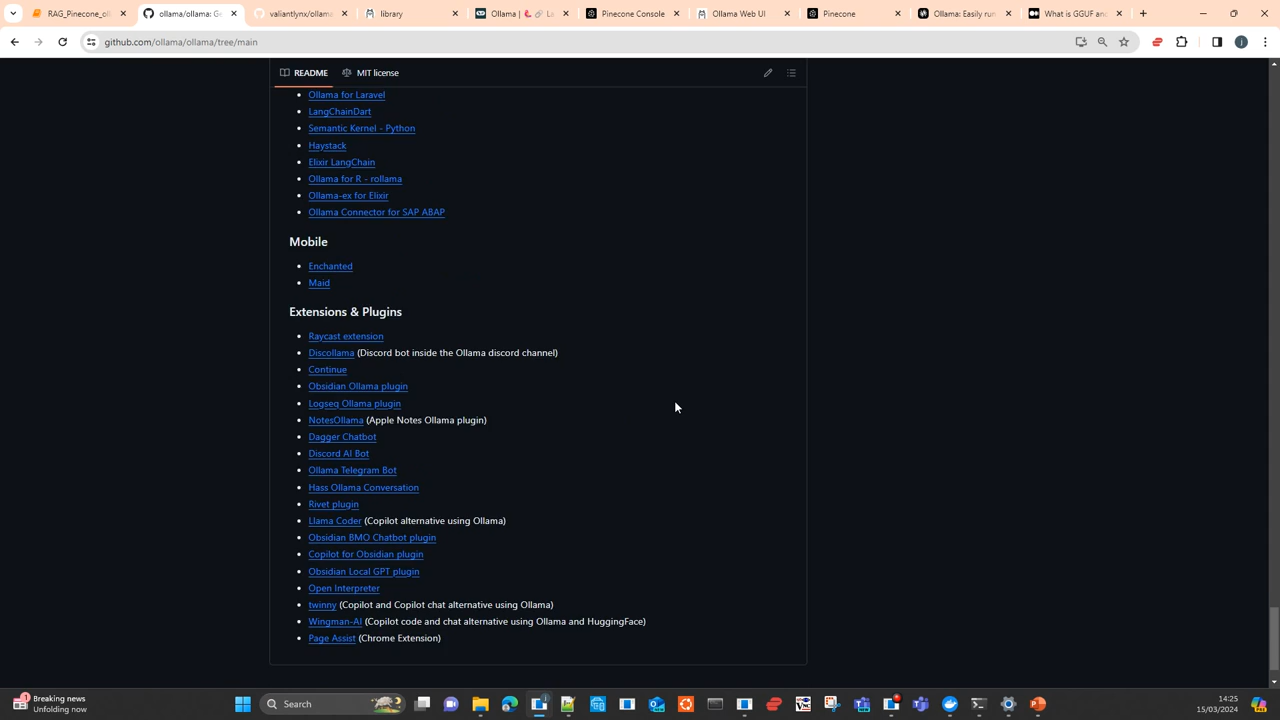 RAG_Pinecone_oll
ollama/ollama: Ge
valiantlynx/ollama
library
Ollama | 🦜️🔗 La
Pinecone Console
Ollama Web UI
Pinecone
Ollama: Easily run
What is GGUF and
github.com/ollama/ollama/tree/main
README
MIT license
Ollama for Laravel
LangChainDart
Semantic Kernel - Python
Haystack
Elixir LangChain
Ollama for R - rollama
Ollama-ex for Elixir
Ollama Connector for SAP ABAP
Mobile
Enchanted
Maid
Extensions & Plugins
Raycast extension
Discollama (Discord bot inside the Ollama discord channel)
Continue
Obsidian Ollama plugin
Logseq Ollama plugin
NotesOllama (Apple Notes Ollama plugin)
Dagger Chatbot
Discord AI Bot
Ollama Telegram Bot
Hass Ollama Conversation
Rivet plugin
Llama Coder (Copilot alternative using Ollama)
Obsidian BMO Chatbot plugin
Copilot for Obsidian plugin
Obsidian Local GPT plugin
Open Interpreter
twinny (Copilot and Copilot chat alternative using Ollama)
Wingman-AI (Copilot code and chat alternative using Ollama and HuggingFace)
Page Assist (Chrome Extension)
1
Breaking news
Unfolding now
Search
14:25
15/03/2024